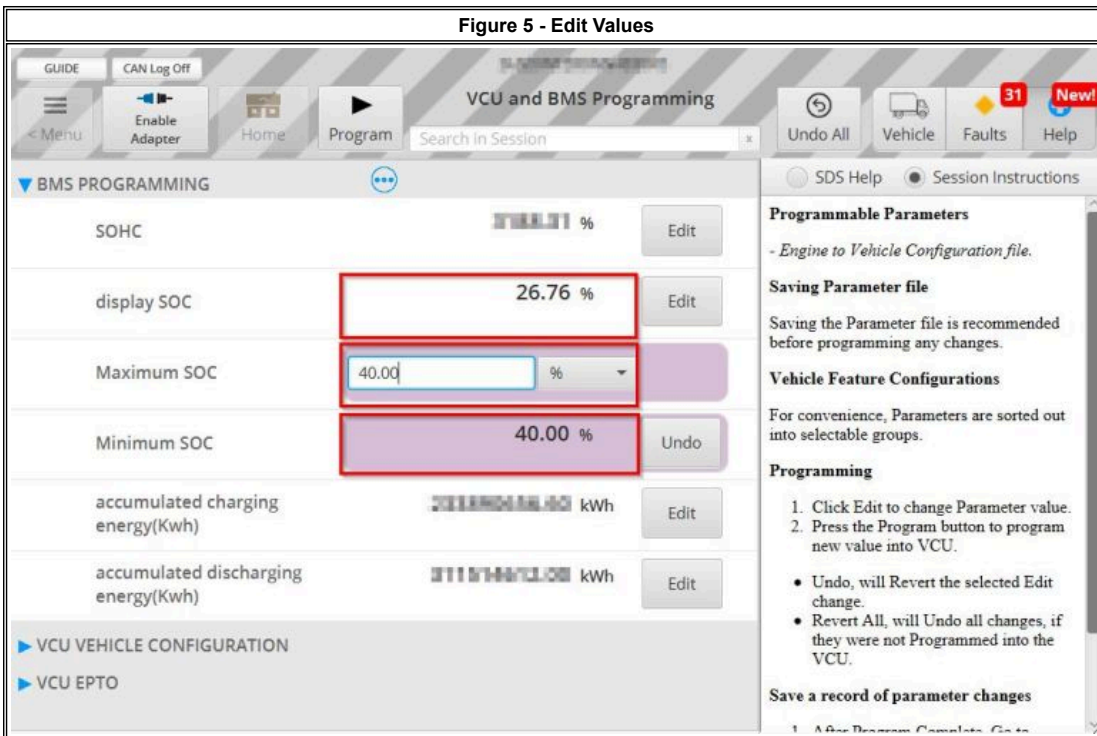 Figure 5 - Edit Values
GUIDE
CAN Log Off
< Menu
Enable
Adapter
Home
Program
VCU and BMS Programming
Search in Session
x
Undo All
Vehicle
31
Faults
New!
Help
BMS PROGRAMMING
SOHC
%
Edit
display SOC
26.76 %
Edit
Maximum SOC
40.00
%
Minimum SOC
40.00 %
Undo
accumulated charging
energy(Kwh)
kWh
Edit
accumulated discharging
energy(Kwh)
kWh
Edit
VCU VEHICLE CONFIGURATION
VCU EPTO
SDS Help
Session Instructions
Programmable Parameters
- Engine to Vehicle Configuration file.
Saving Parameter file
Saving the Parameter file is recommended
before programming any changes.
Vehicle Feature Configurations
For convenience, Parameters are sorted out
into selectable groups.
Programming
1. Click Edit to change Parameter value.
2. Press the Program button to program
new value into VCU.
• Undo, will Revert the selected Edit
change.
• Revert All, will Undo all changes, if
they were not Programmed into the
VCU.
Save a record of parameter changes
1. After Program Complete, Go to